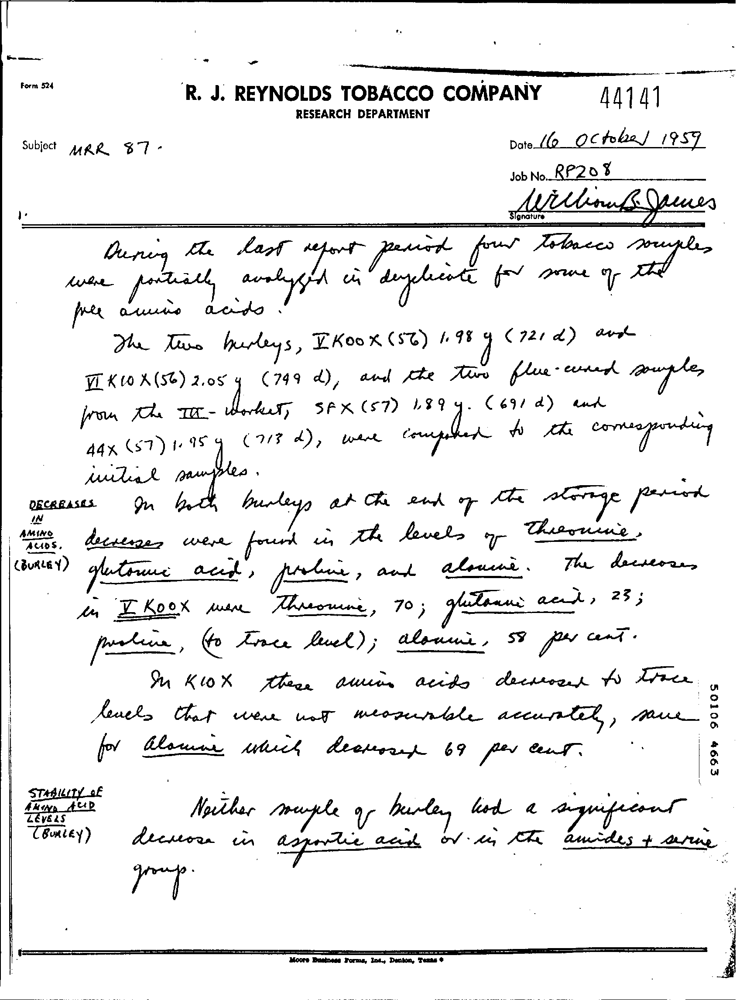 Form 524
R. J. REYNOLDS TOBACCO COMPANY
44141
RESEARCH DEPARTMENT
Subject MRR 87.
Date 16 October 1959
Job No. RP208
William B. James
Signature
1.
During the last report period four tobacco samples
were partially analyzed in duplicate for some of the
free amino acids.
The two burleys, V K00X (56) 1.98 y (721 d) and
VI K10X (56) 2.05 y (749 d), and the two flue-cured samples
from the III-market, SFX (57) 1.89 y. (691 d) and
44X (57) 1.95 y (713 d), were compared to the corresponding
initial samples.
DECREASES
IN
AMINO
ACIDS.
(BURLEY)
In both burleys at the end of the storage period
decreases were found in the levels of threonine,
glutamic acid, proline, and alanine. The decreases
in V K00X were threonine, 70; glutamic acid, 23;
proline, (to trace level); alanine, 58 per cent.
In K10X these amino acids decreased to trace
levels that were not measurable accurately, save
for alanine which decreased 69 per cent.
50106 4663
STABILITY OF
AMINO ACID
LEVELS
(BURLEY)
Neither sample of burley had a significant
decrease in aspartic acid or in the amides + serine
group.
Moore Business Forms, Inc., Denton, Texas